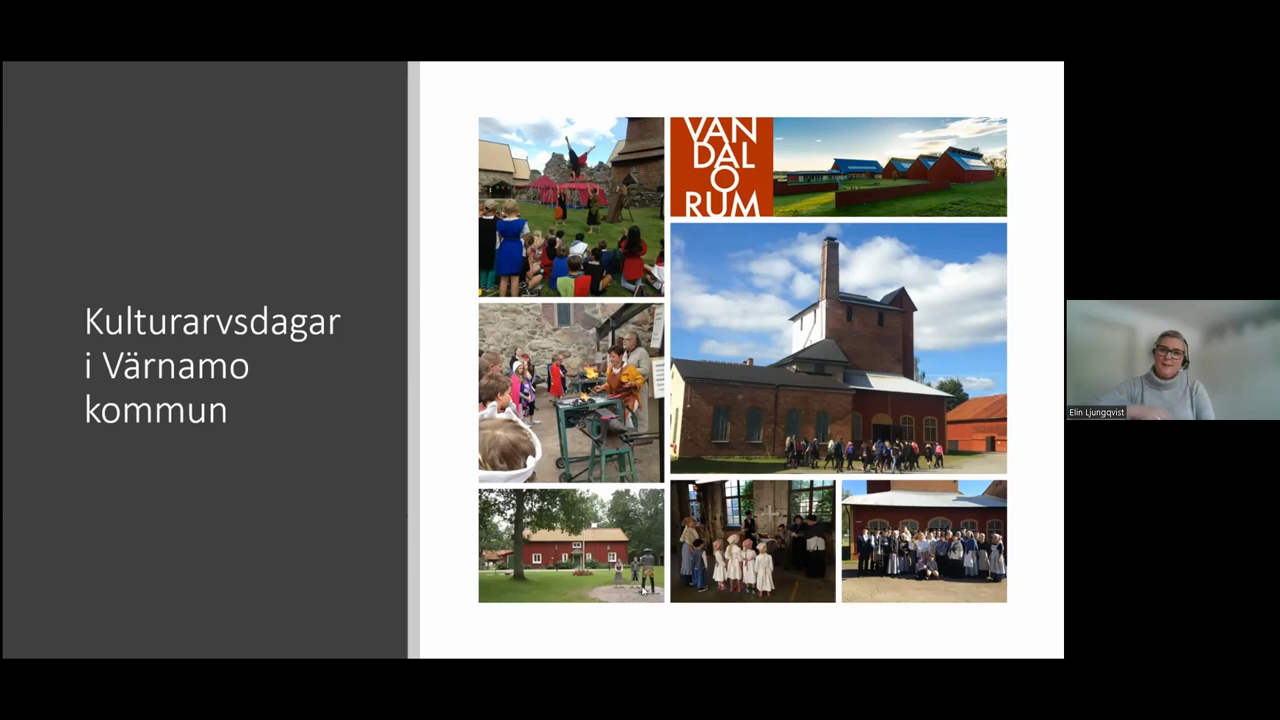 Kulturarvsdagar
i Värnamo
kommun
VAN
DAL
O
RUM
Elin Ljungqvist